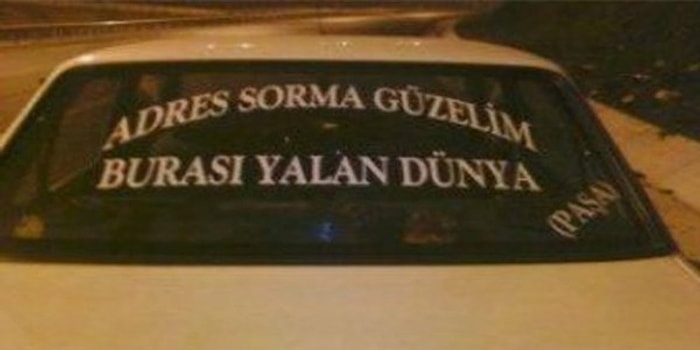 ADRES SORMA GÜZELİM
BURASI YALAN DÜNYA
(PAŞA)